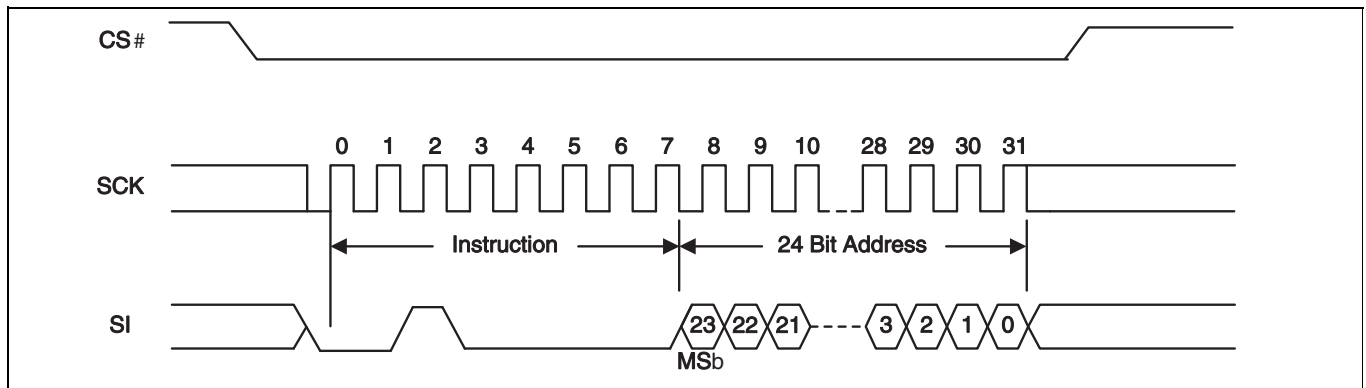 CS#
0 1 2 3 4 5 6 7 8 9 10 28 29 30 31
SCK
Instruction 24 Bit Address
SI 23 22 21 3 2 1 0
MSb